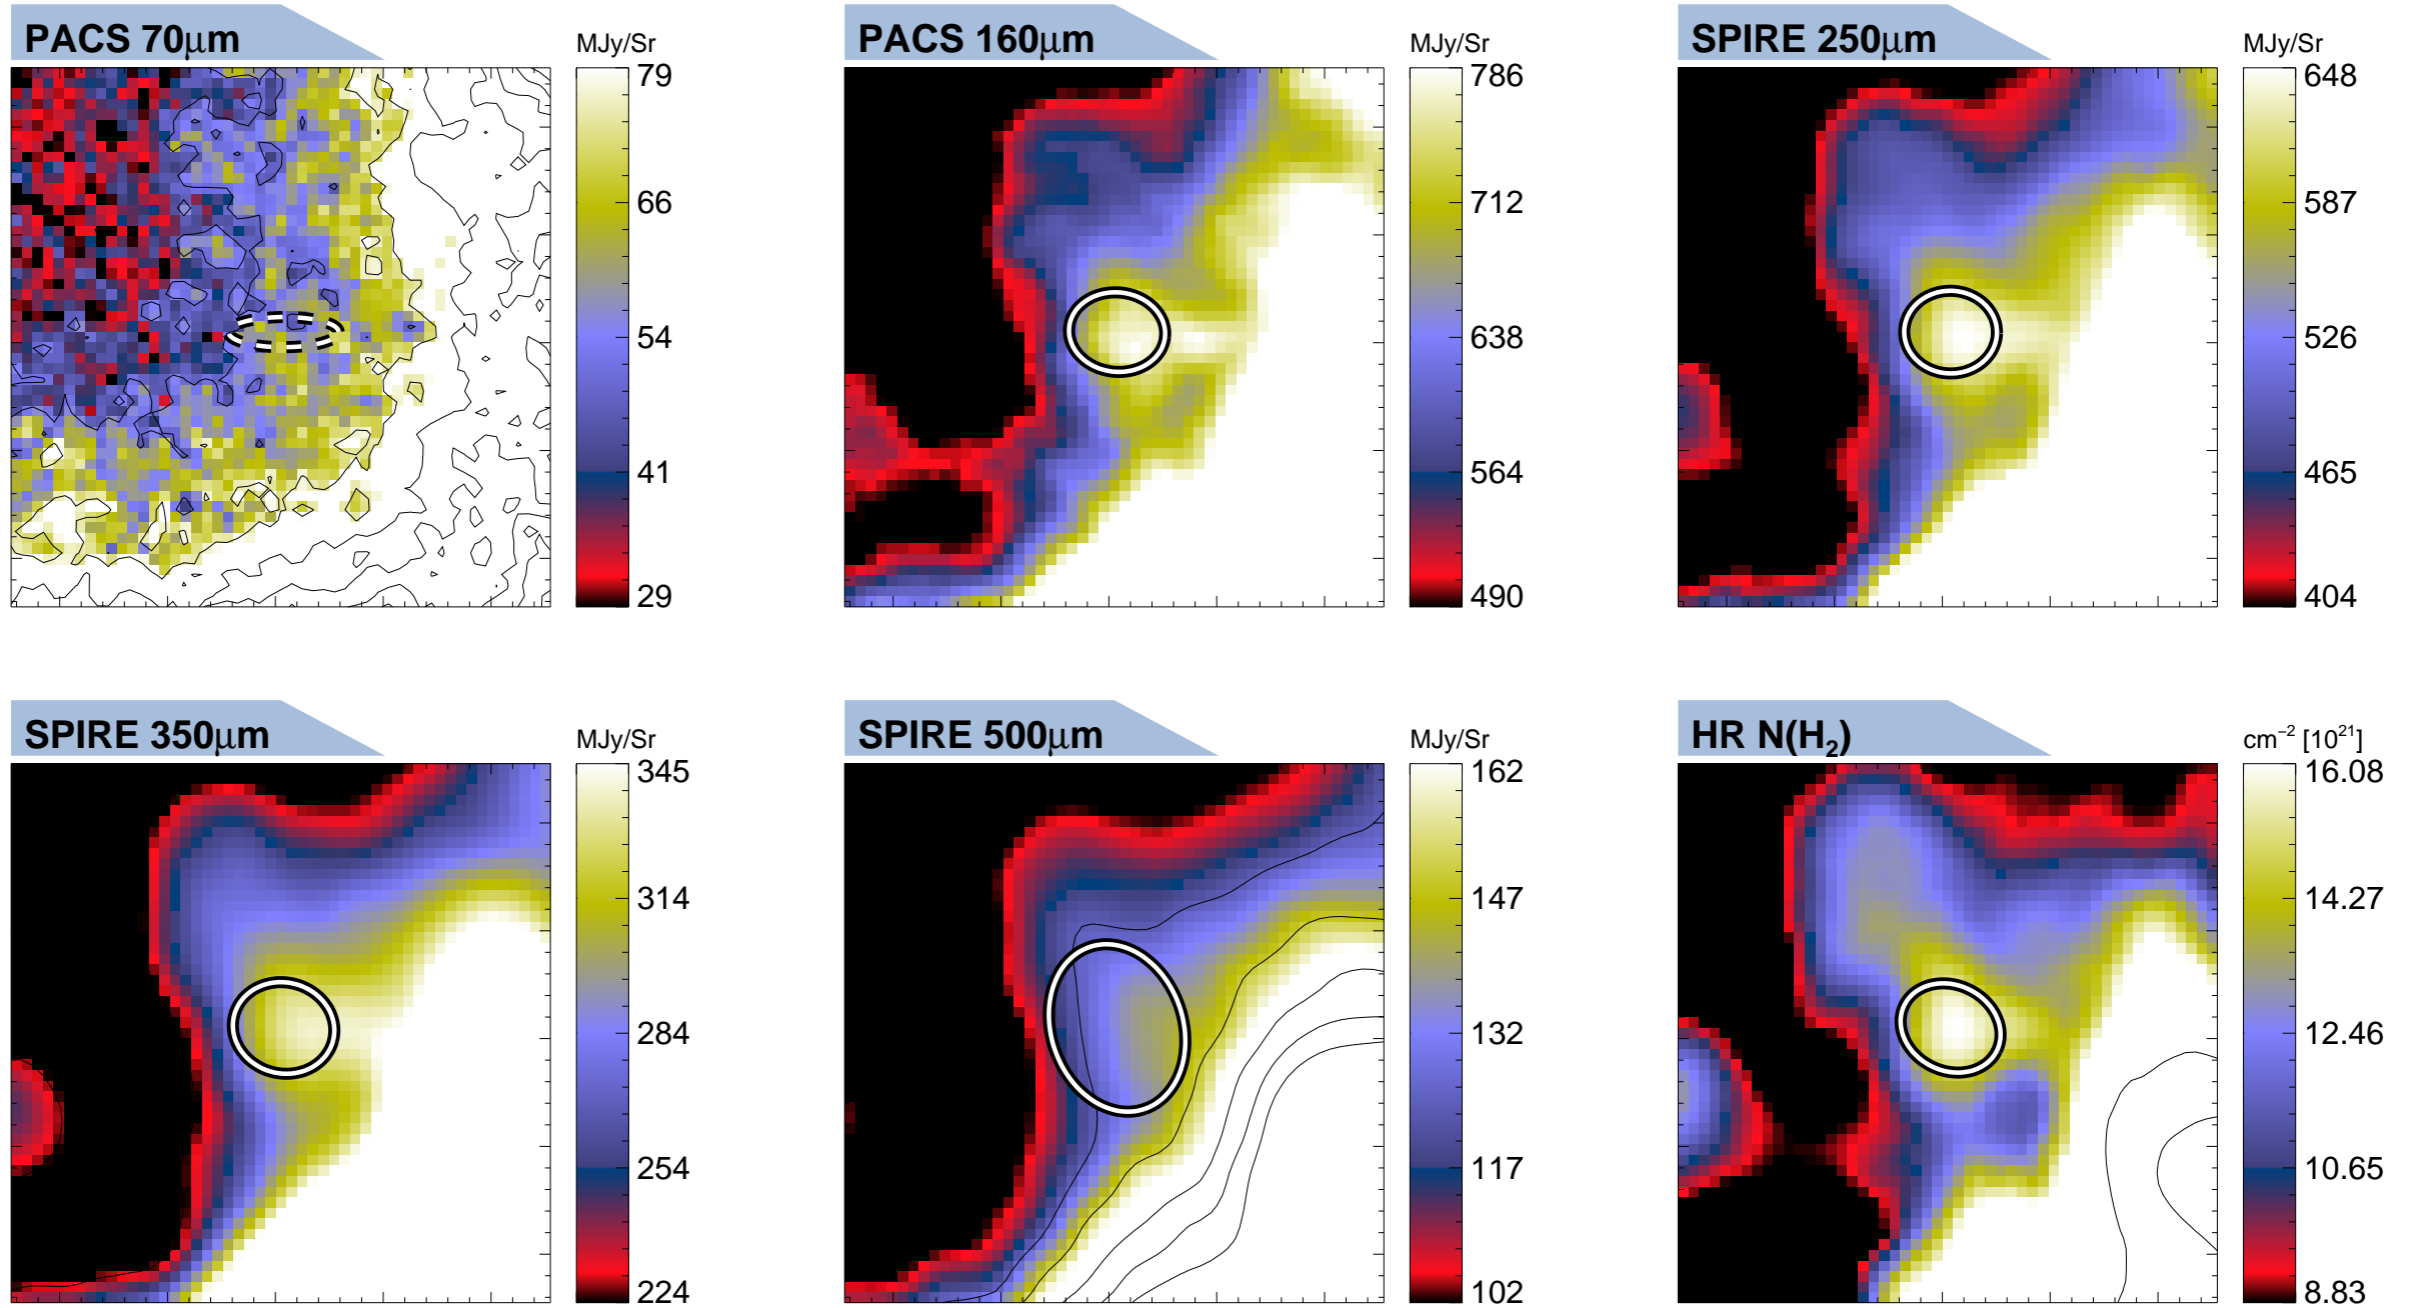 PACS 70μm
MJy/Sr
79
66
54
41
29
PACS 160μm
MJy/Sr
786
712
638
564
490
SPIRE 250μm
MJy/Sr
648
587
526
465
404
SPIRE 350μm
MJy/Sr
345
314
284
254
224
SPIRE 500μm
MJy/Sr
162
147
132
117
102
HR N(H₂)
cm⁻² [10²¹]
16.08
14.27
12.46
10.65
8.83